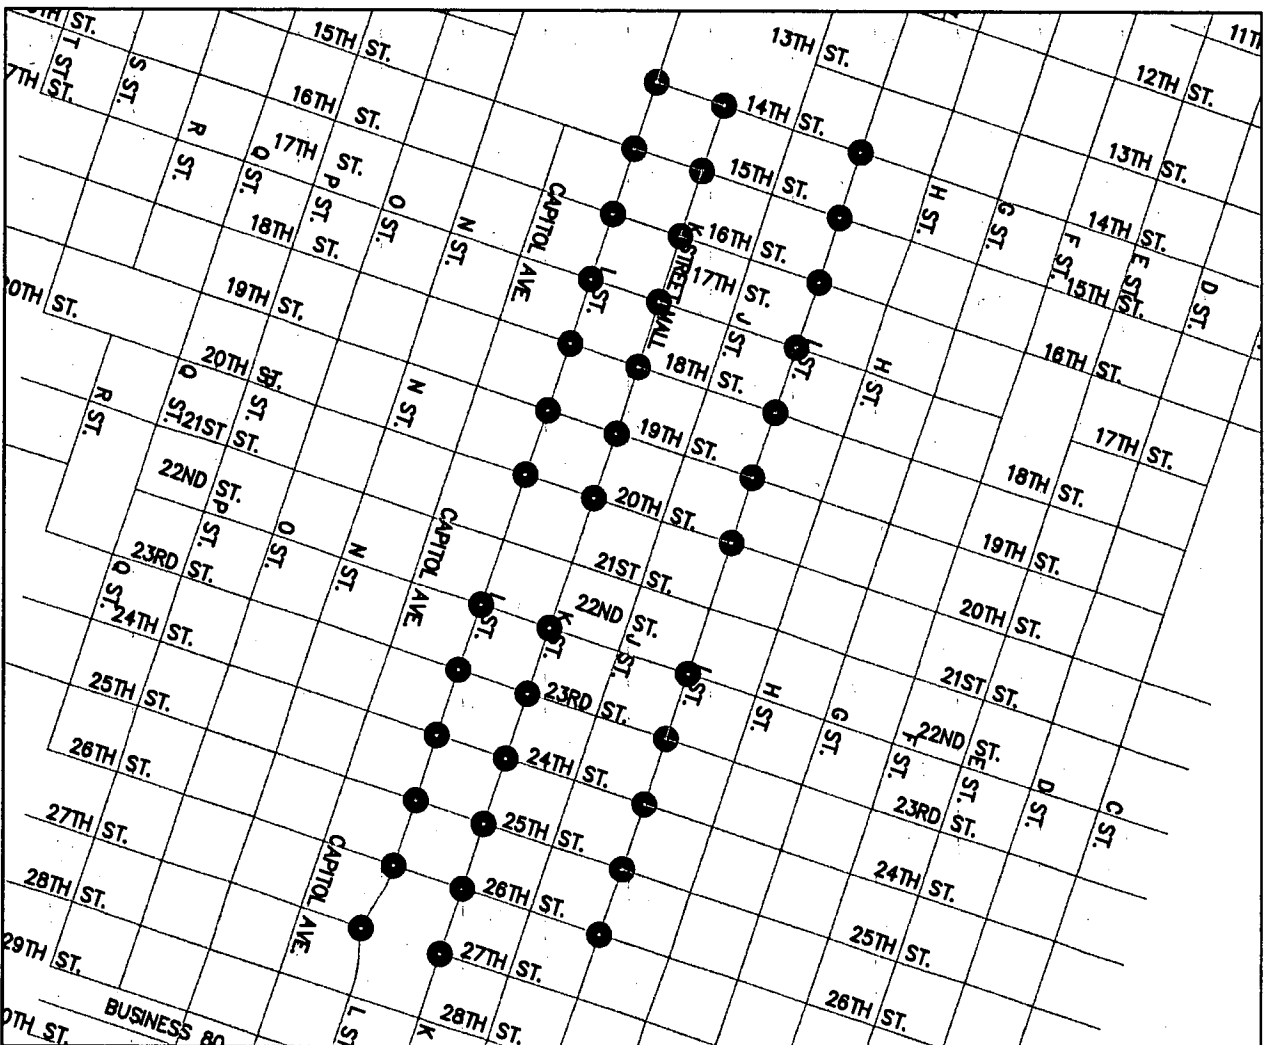 TH ST.
T ST.
7TH ST.
S ST.
15TH ST.
13TH ST.
11TH
12TH ST.
16TH ST.
14TH ST.
13TH ST.
R ST.
Q ST.
17TH ST.
P ST.
O ST.
N ST.
CAPITOL AVE.
15TH ST.
H ST.
G ST.
F ST.
14TH ST.
E ST.
D ST.
18TH ST.
16TH ST.
K STREET MALL
17TH ST.
15TH ST.
L ST.
J ST.
I ST.
H ST.
20TH ST.
19TH ST.
18TH ST.
16TH ST.
20TH ST.
P ST.
Q ST.
R ST.
N ST.
21ST ST.
19TH ST.
17TH ST.
22ND ST.
P ST.
O ST.
N ST.
CAPITOL AVE.
20TH ST.
18TH ST.
23RD ST.
Q ST.
21ST ST.
19TH ST.
L ST.
K ST.
22ND ST.
J ST.
I ST.
24TH ST.
20TH ST.
25TH ST.
23RD ST.
H ST.
G ST.
F ST.
21ST ST.
22ND ST.
E ST.
D ST.
C ST.
26TH ST.
24TH ST.
23RD ST.
27TH ST.
CAPITOL AVE.
25TH ST.
24TH ST.
28TH ST.
26TH ST.
25TH ST.
29TH ST.
27TH ST.
26TH ST.
0TH ST.
BUSINESS 80
L ST
K
28TH ST.